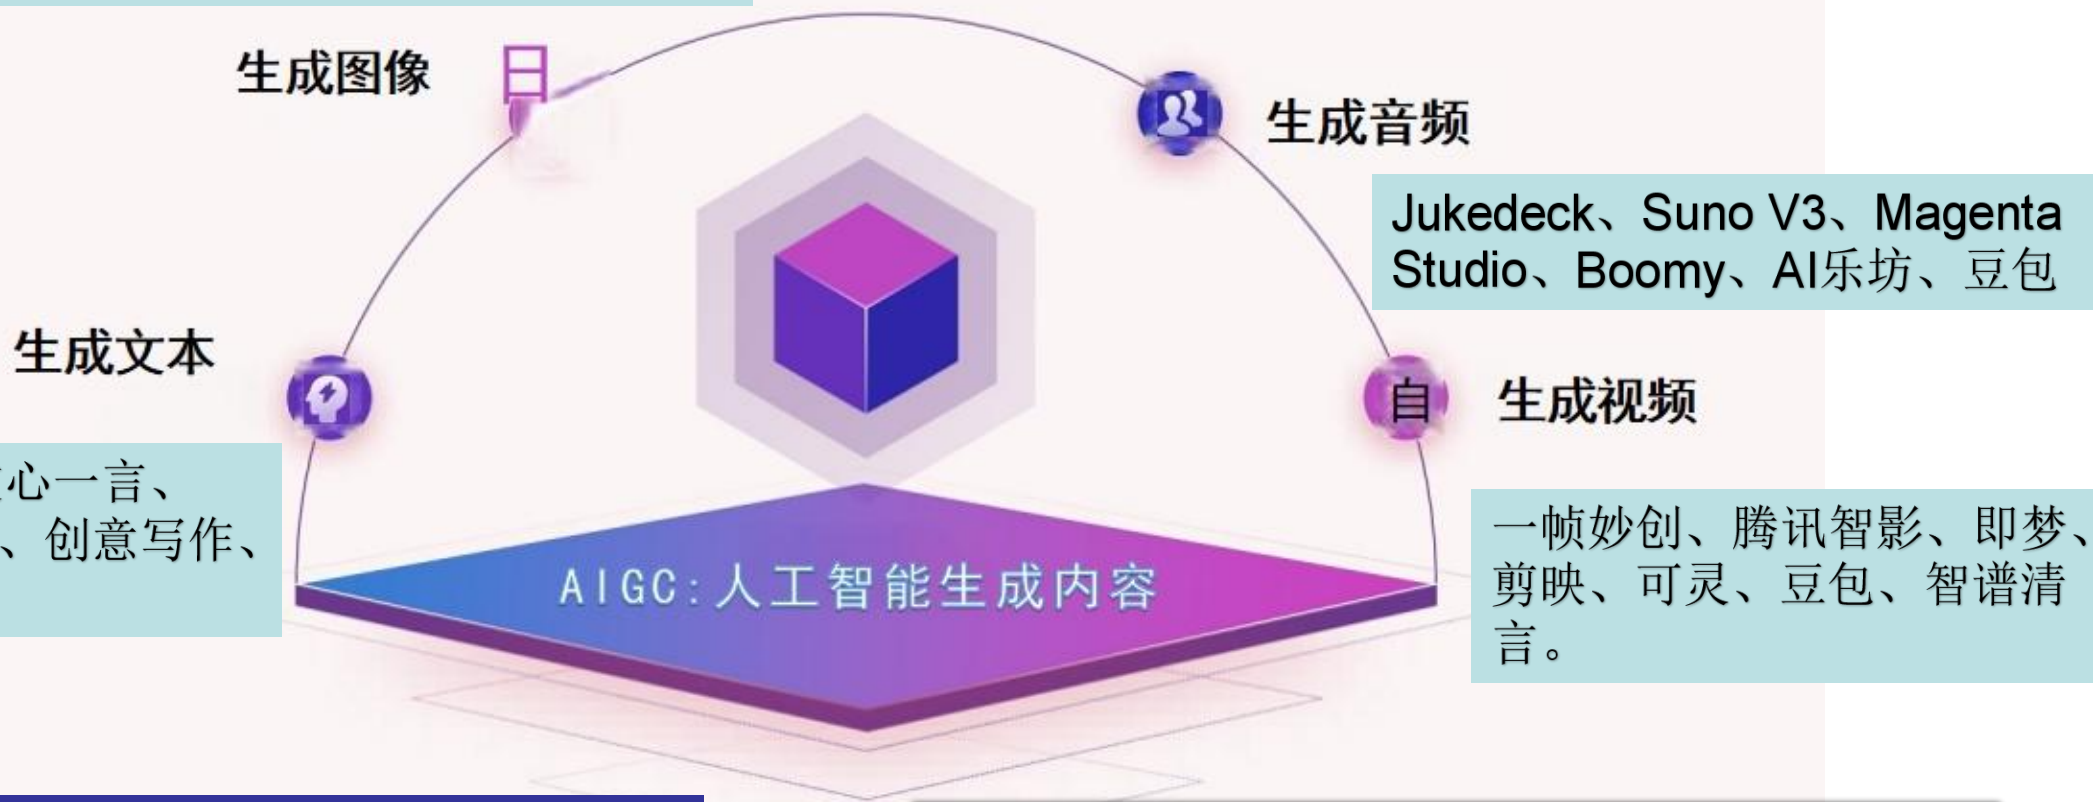 生成图像
生成音频
Jukedeck、Suno V3、Magenta
Studio、Boomy、AI乐坊、豆包
生成文本
生成视频
自
日
心一言、
、创意写作、
AIGC:人工智能生成内容
一帧妙创、腾讯智影、即梦、
剪映、可灵、豆包、智谱清
言。